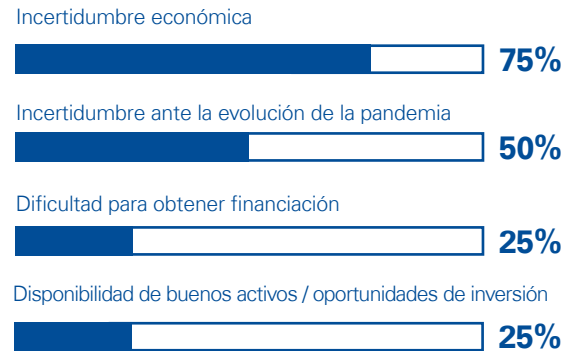 Incertidumbre económica
75%
Incertidumbre ante la evolución de la pandemia
50%
Dificultad para obtener financiación
25%
Disponibilidad de buenos activos / oportunidades de inversión
25%